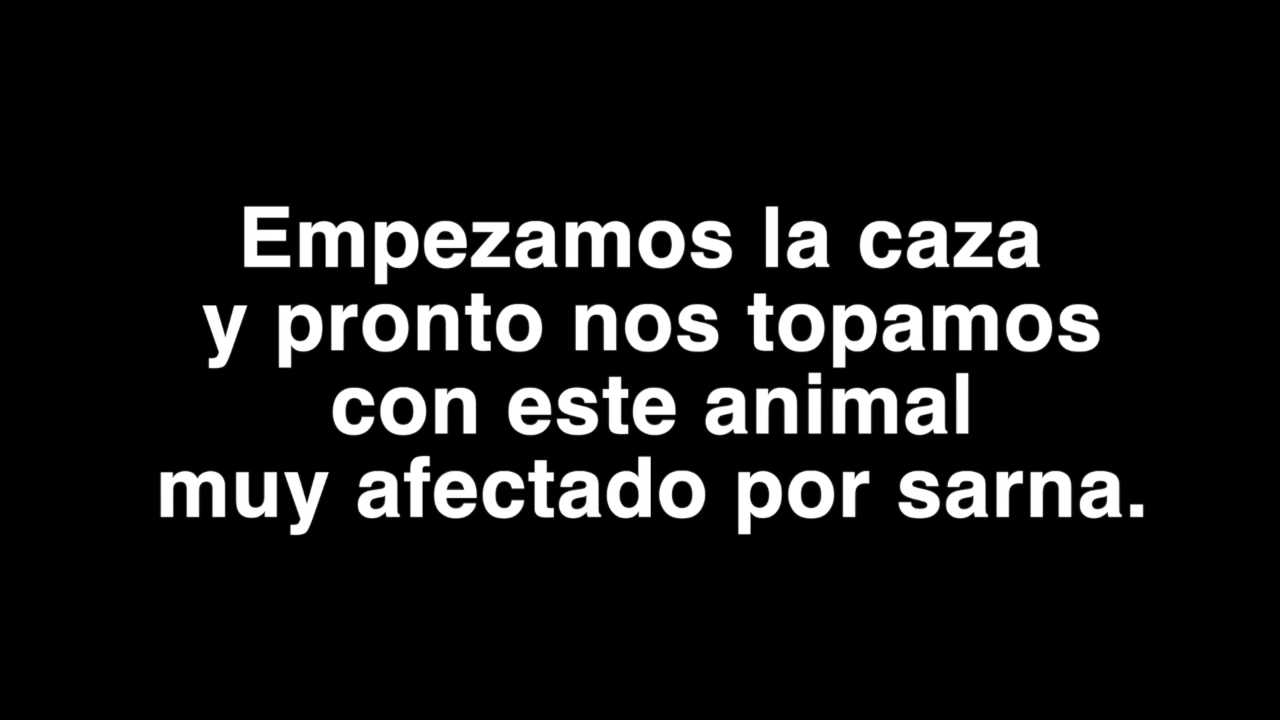 Empezamos la caza
y pronto nos topamos
con este animal
muy afectado por sarna.